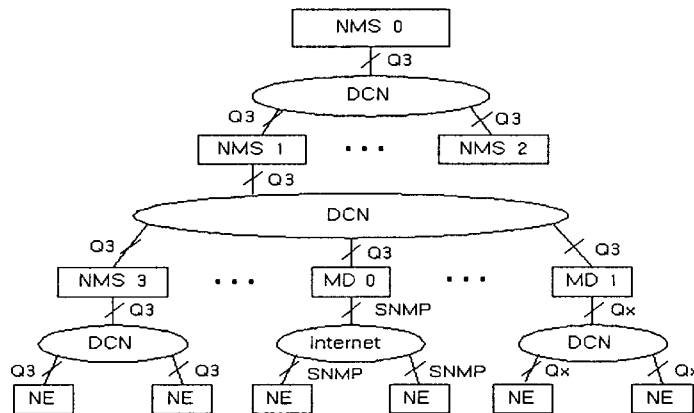 NMS 0
Q3
DCN
Q3 Q3
NMS 1 • • • NMS 2
Q3
DCN
Q3 Q3 Q3
NMS 3 • • • MD 0 • • • MD 1
Q3 SNMP Qx
DCN internet DCN
Q3 Q3 SNMP SNMP Qx Qx
NE NE NE NE NE NE